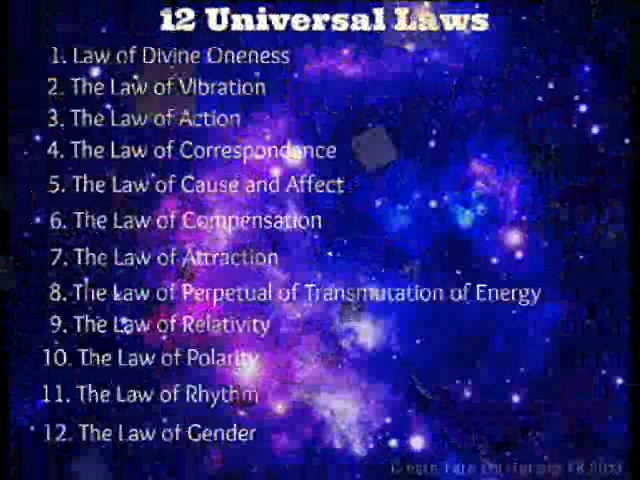 12 Universal Laws
1. Law of Divine Oneness
2. The Law of Vibration
3. The Law of Action
4. The Law of Correspondence
5. The Law of Cause and Affect
6. The Law of Compensation
7. The Law of Attraction
8. The Law of Perpetual of Transmutation of Energy
9. The Law of Relativity
10. The Law of Polarity
11. The Law of Rhythm
12. The Law of Gender